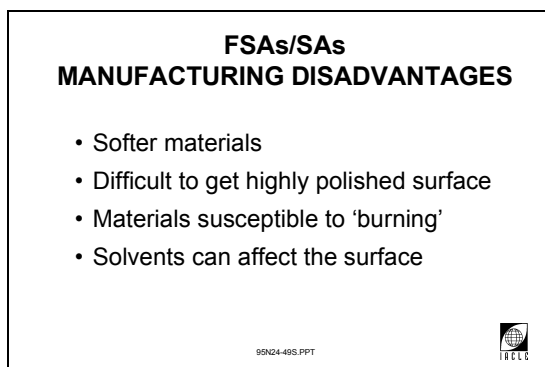 FSAs/SAs
MANUFACTURING DISADVANTAGES
• Softer materials
• Difficult to get highly polished surface
• Materials susceptible to ‘burning’
• Solvents can affect the surface
95N24-49S.PPT
IACLE